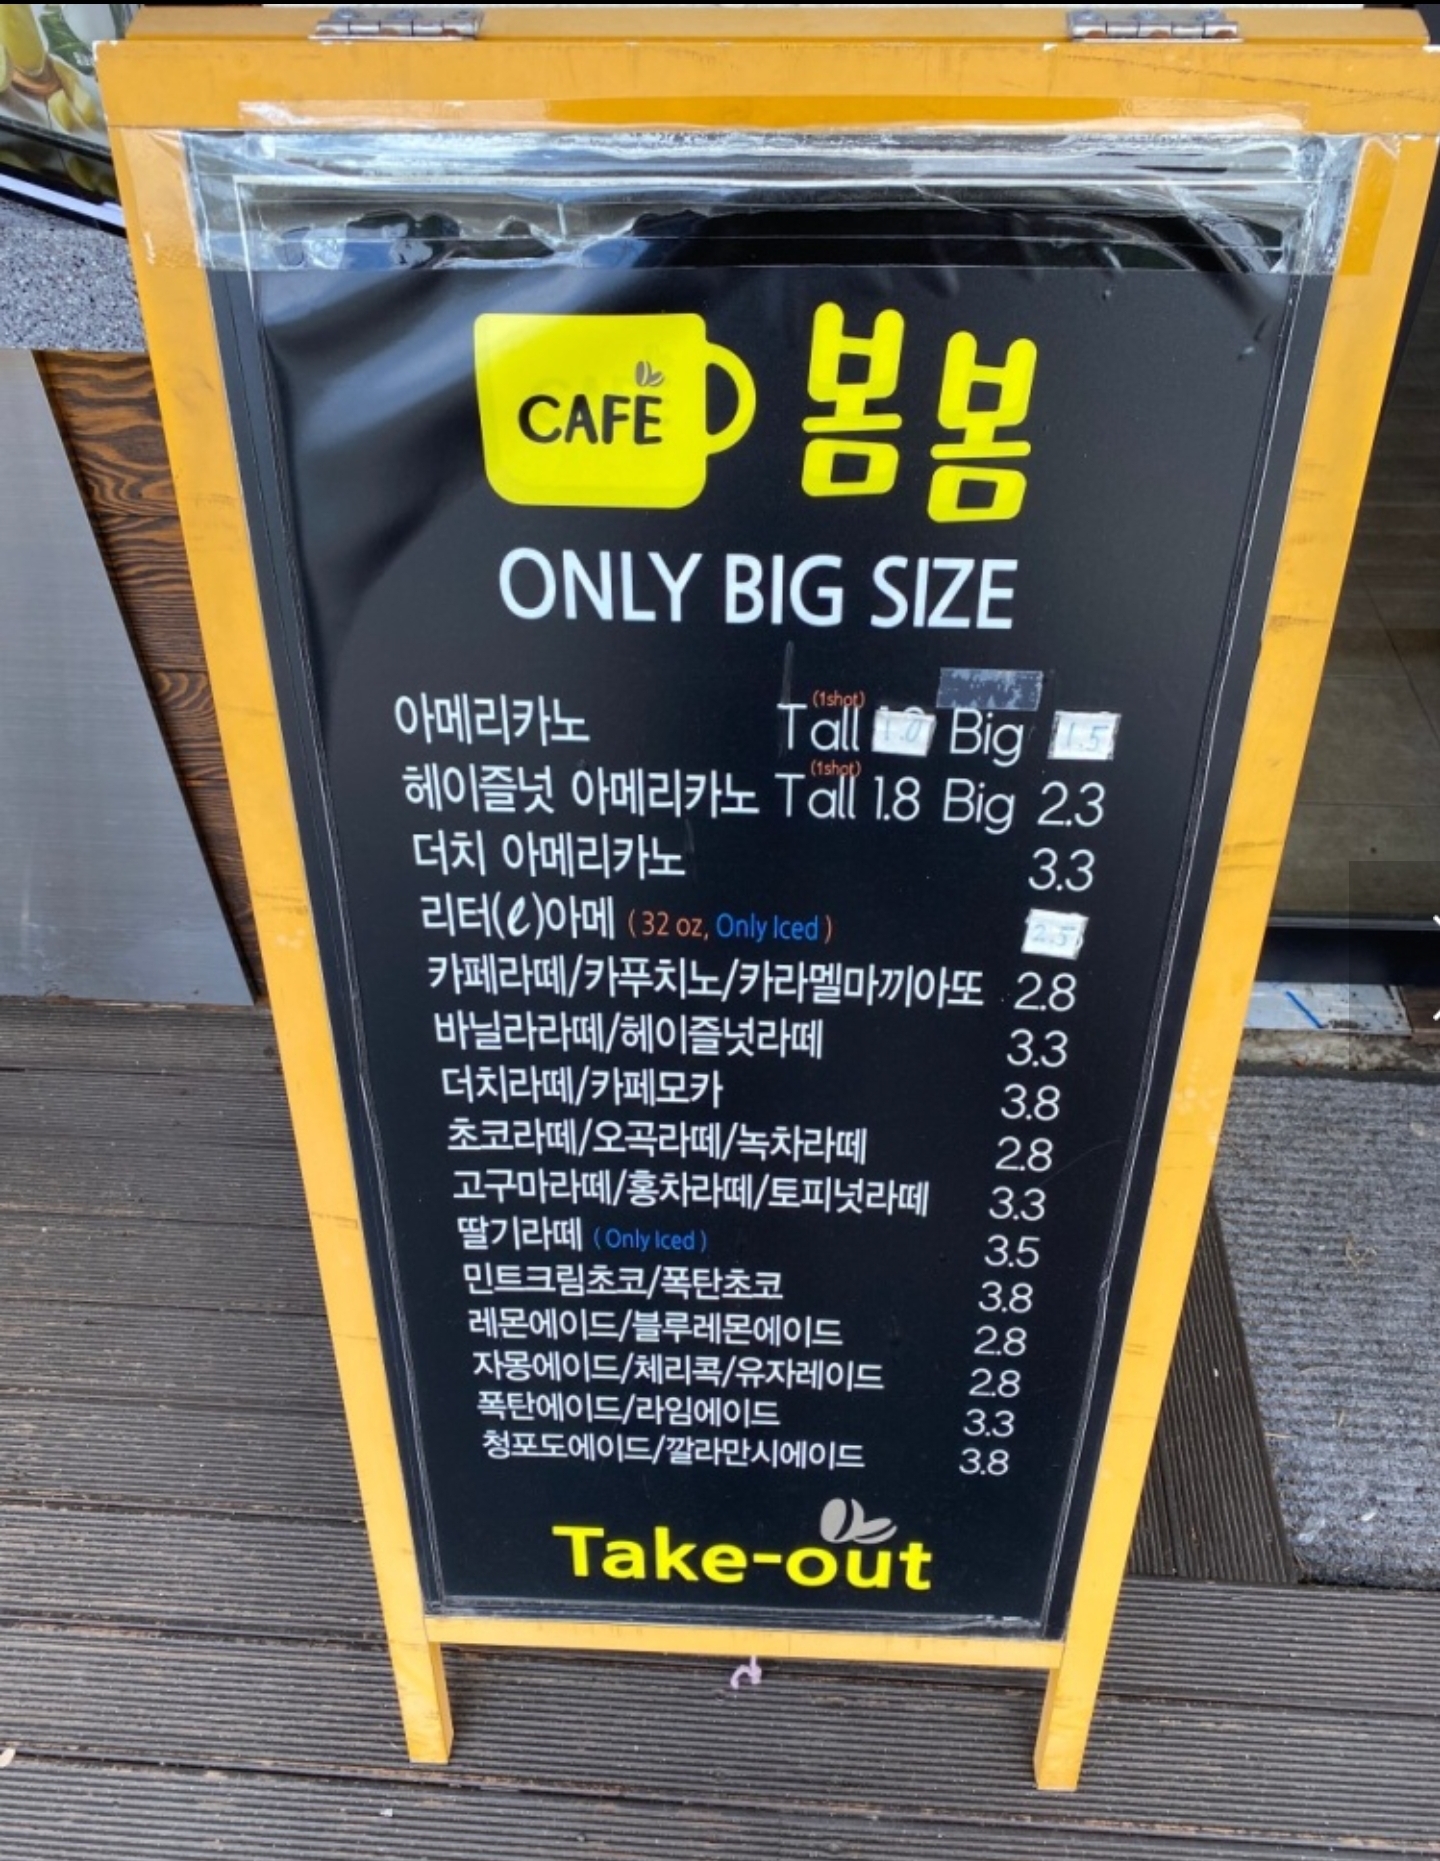 CAFE 봄봄
ONLY BIG SIZE
아메리카노 (1shot) Tall 1.0 Big 1.5
헤이즐넛 아메리카노 (1shot) Tall 1.8 Big 2.3
더치 아메리카노 3.3
리터(ℓ)아메 (32 oz, Only Iced) 2.5
카페라떼/카푸치노/카라멜마끼아또 2.8
바닐라라떼/헤이즐넛라떼 3.3
더치라떼/카페모카 3.8
초코라떼/오곡라떼/녹차라떼 2.8
고구마라떼/홍차라떼/토피넛라떼 3.3
딸기라떼 (Only Iced) 3.5
민트크림초코/폭탄초코 3.8
레몬에이드/블루레몬에이드 2.8
자몽에이드/체리콕/유자레이드 2.8
폭탄에이드/라임에이드 3.3
청포도에이드/깔라만시에이드 3.8
Take-out